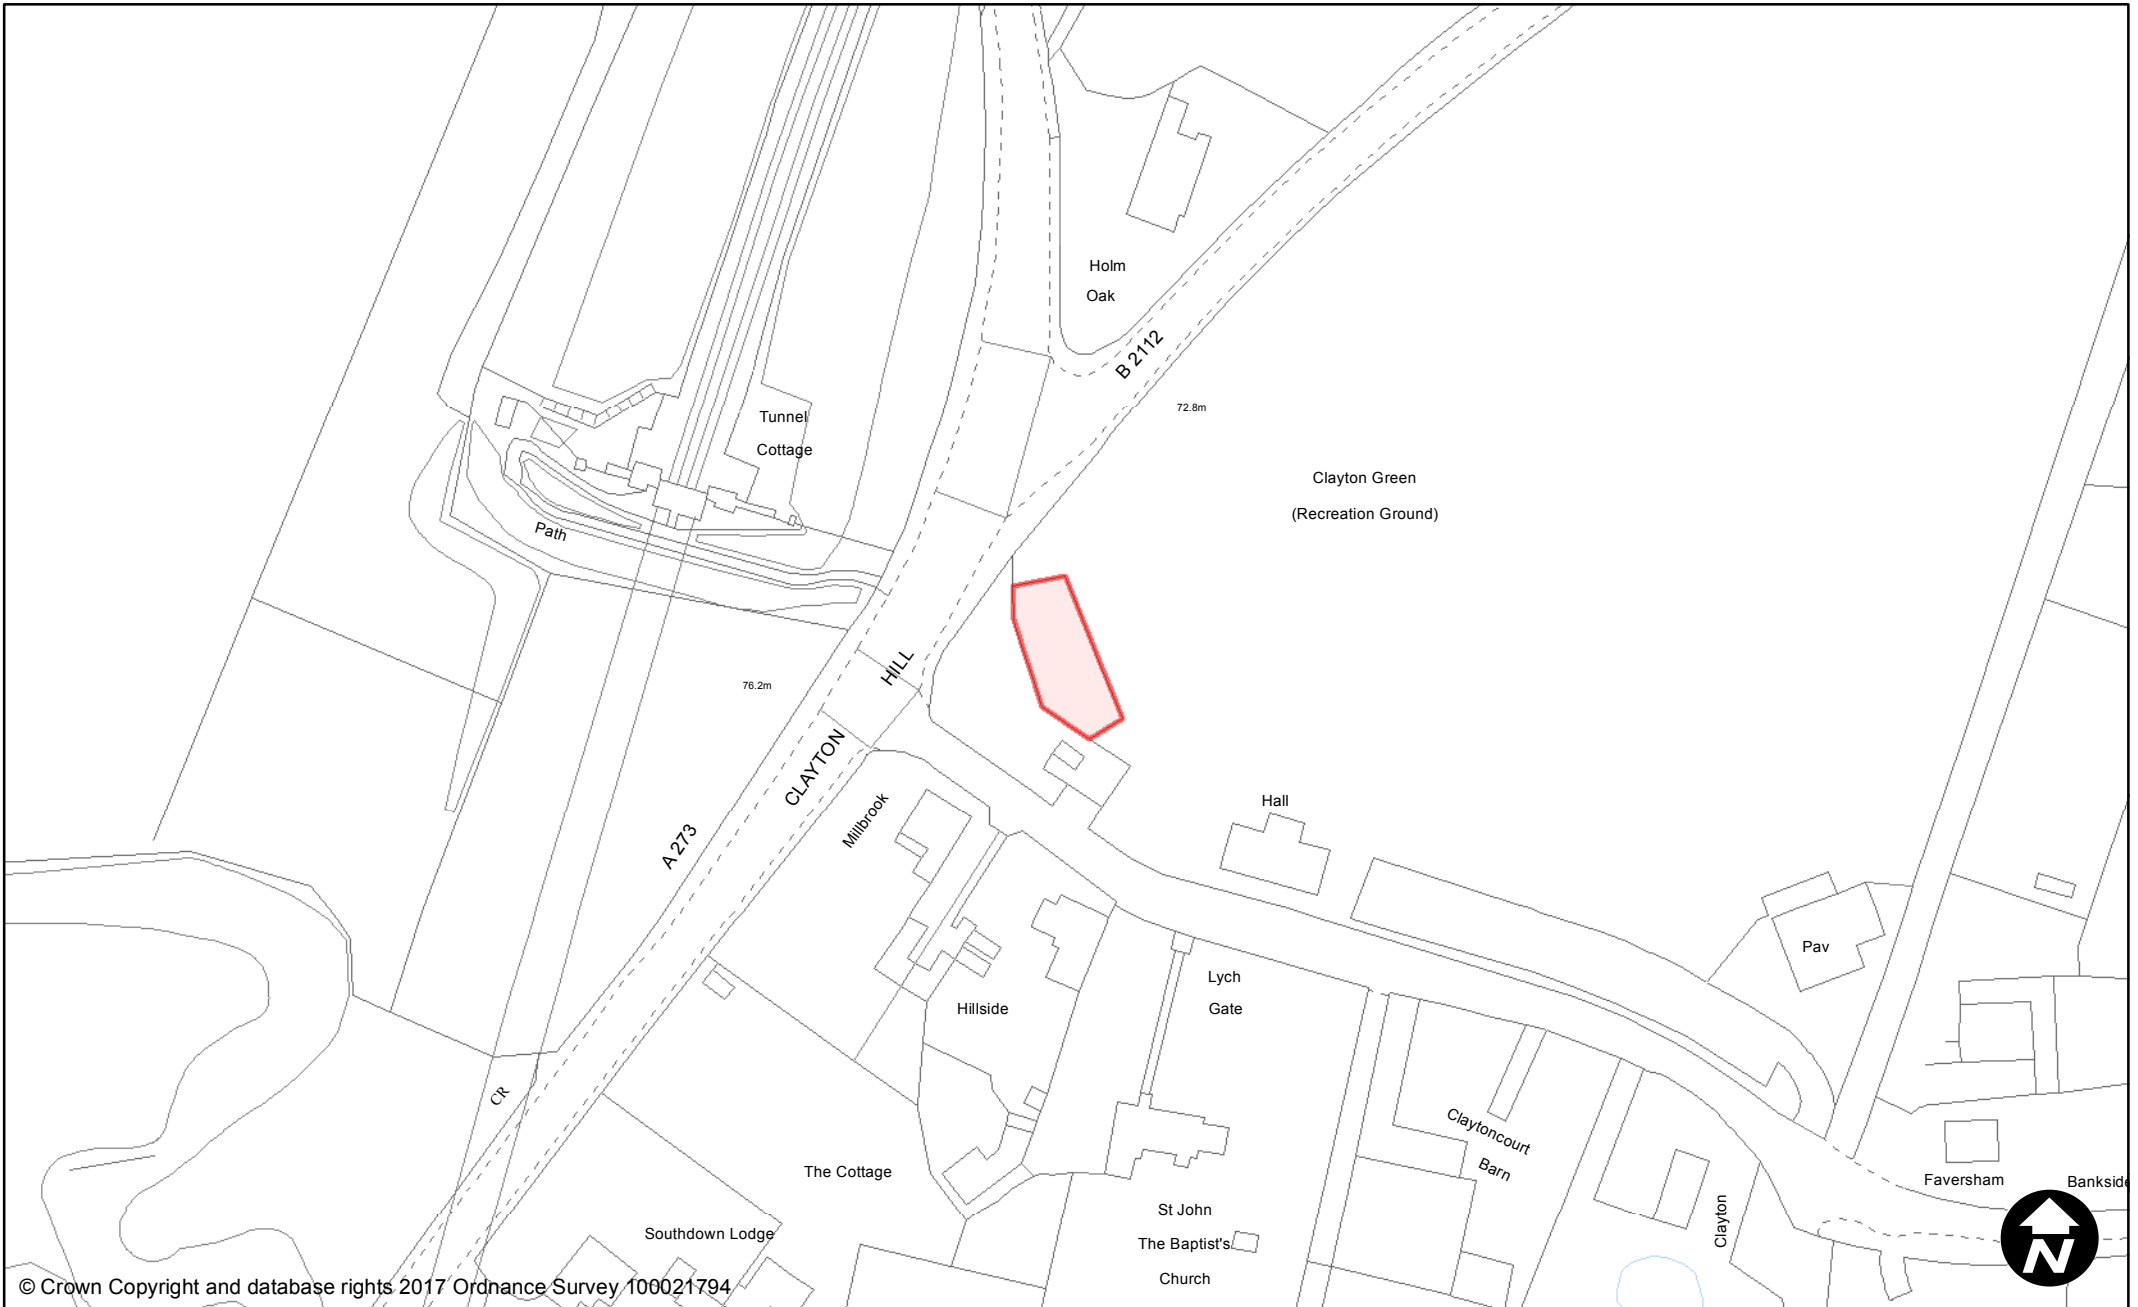 Holm
Oak
B 2112
72.8m
Tunnel
Cottage
Clayton Green
(Recreation Ground)
Path
HILL
76.2m
CLAYTON
Millbrook
A 273
Hall
Pav
Lych
Gate
Hillside
CR
Claytoncourt
Barn
The Cottage
Faversham
Bankside
St John
The Baptist's
Church
Clayton
Southdown Lodge
N
© Crown Copyright and database rights 2017 Ordnance Survey 100021794